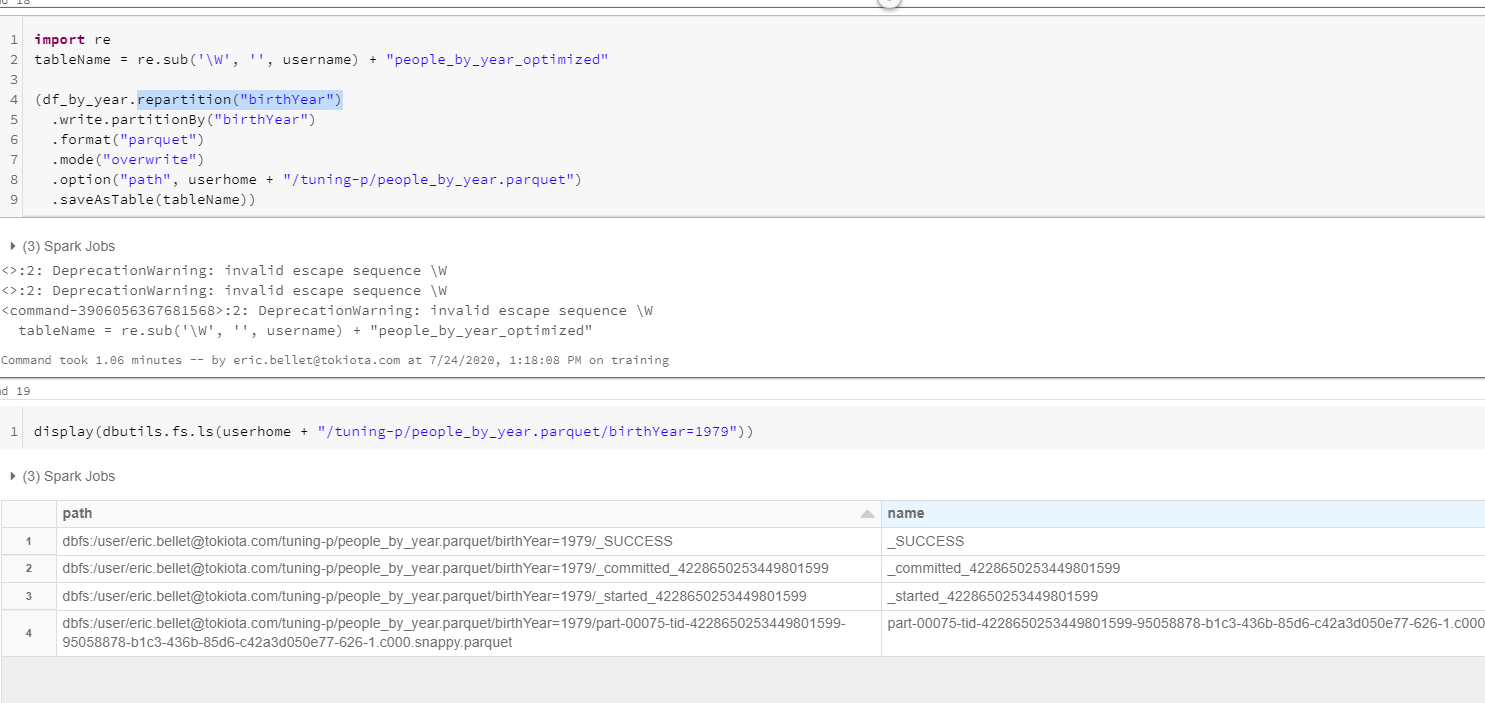 nd 18
1 import re
2 tableName = re.sub('\W', '', username) + "people_by_year_optimized"
3
4 (df_by_year.repartition("birthYear")
5   .write.partitionBy("birthYear")
6   .format("parquet")
7   .mode("overwrite")
8   .option("path", userhome + "/tuning-p/people_by_year.parquet")
9   .saveAsTable(tableName))
(3) Spark Jobs
<>:2: DeprecationWarning: invalid escape sequence \W
<>:2: DeprecationWarning: invalid escape sequence \W
<command-3906056367681568>:2: DeprecationWarning: invalid escape sequence \W
  tableName = re.sub('\W', '', username) + "people_by_year_optimized"
Command took 1.06 minutes -- by eric.bellet@tokiota.com at 7/24/2020, 1:18:08 PM on training
nd 19
1 display(dbutils.fs.ls(userhome + "/tuning-p/people_by_year.parquet/birthYear=1979"))
(3) Spark Jobs
path name
1 dbfs:/user/eric.bellet@tokiota.com/tuning-p/people_by_year.parquet/birthYear=1979/_SUCCESS _SUCCESS
2 dbfs:/user/eric.bellet@tokiota.com/tuning-p/people_by_year.parquet/birthYear=1979/_committed_4228650253449801599 _committed_4228650253449801599
3 dbfs:/user/eric.bellet@tokiota.com/tuning-p/people_by_year.parquet/birthYear=1979/_started_4228650253449801599 _started_4228650253449801599
4 dbfs:/user/eric.bellet@tokiota.com/tuning-p/people_by_year.parquet/birthYear=1979/part-00075-tid-4228650253449801599- part-00075-tid-4228650253449801599-95058878-b1c3-436b-85d6-c42a3d050e77-626-1.c000
95058878-b1c3-436b-85d6-c42a3d050e77-626-1.c000.snappy.parquet